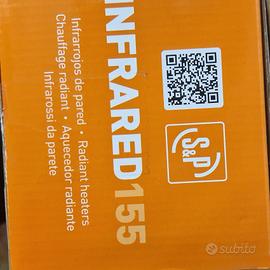 INFRARED155
Infrarrojos de pared • Radiant heaters
Chauffage radiant • Aquecedor radiante
Infrarossi da parete
S&P
subito